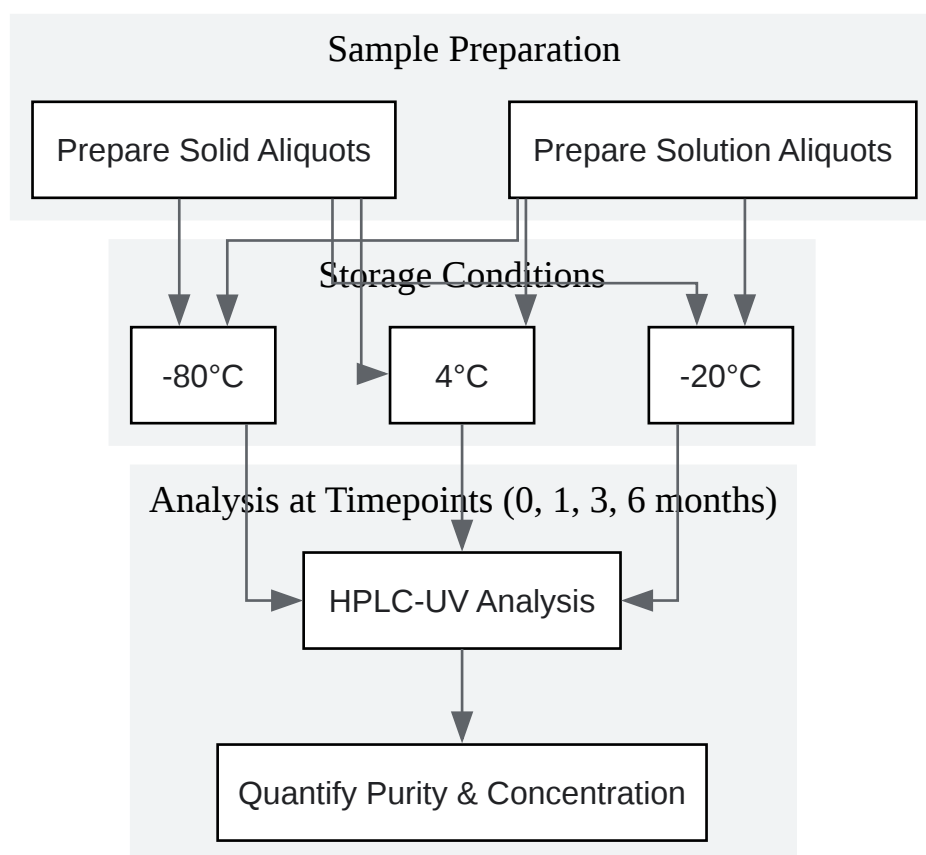 Sample Preparation
Prepare Solid Aliquots
Prepare Solution Aliquots
Storage Conditions
-80°C
4°C
-20°C
Analysis at Timepoints (0, 1, 3, 6 months)
HPLC-UV Analysis
Quantify Purity & Concentration